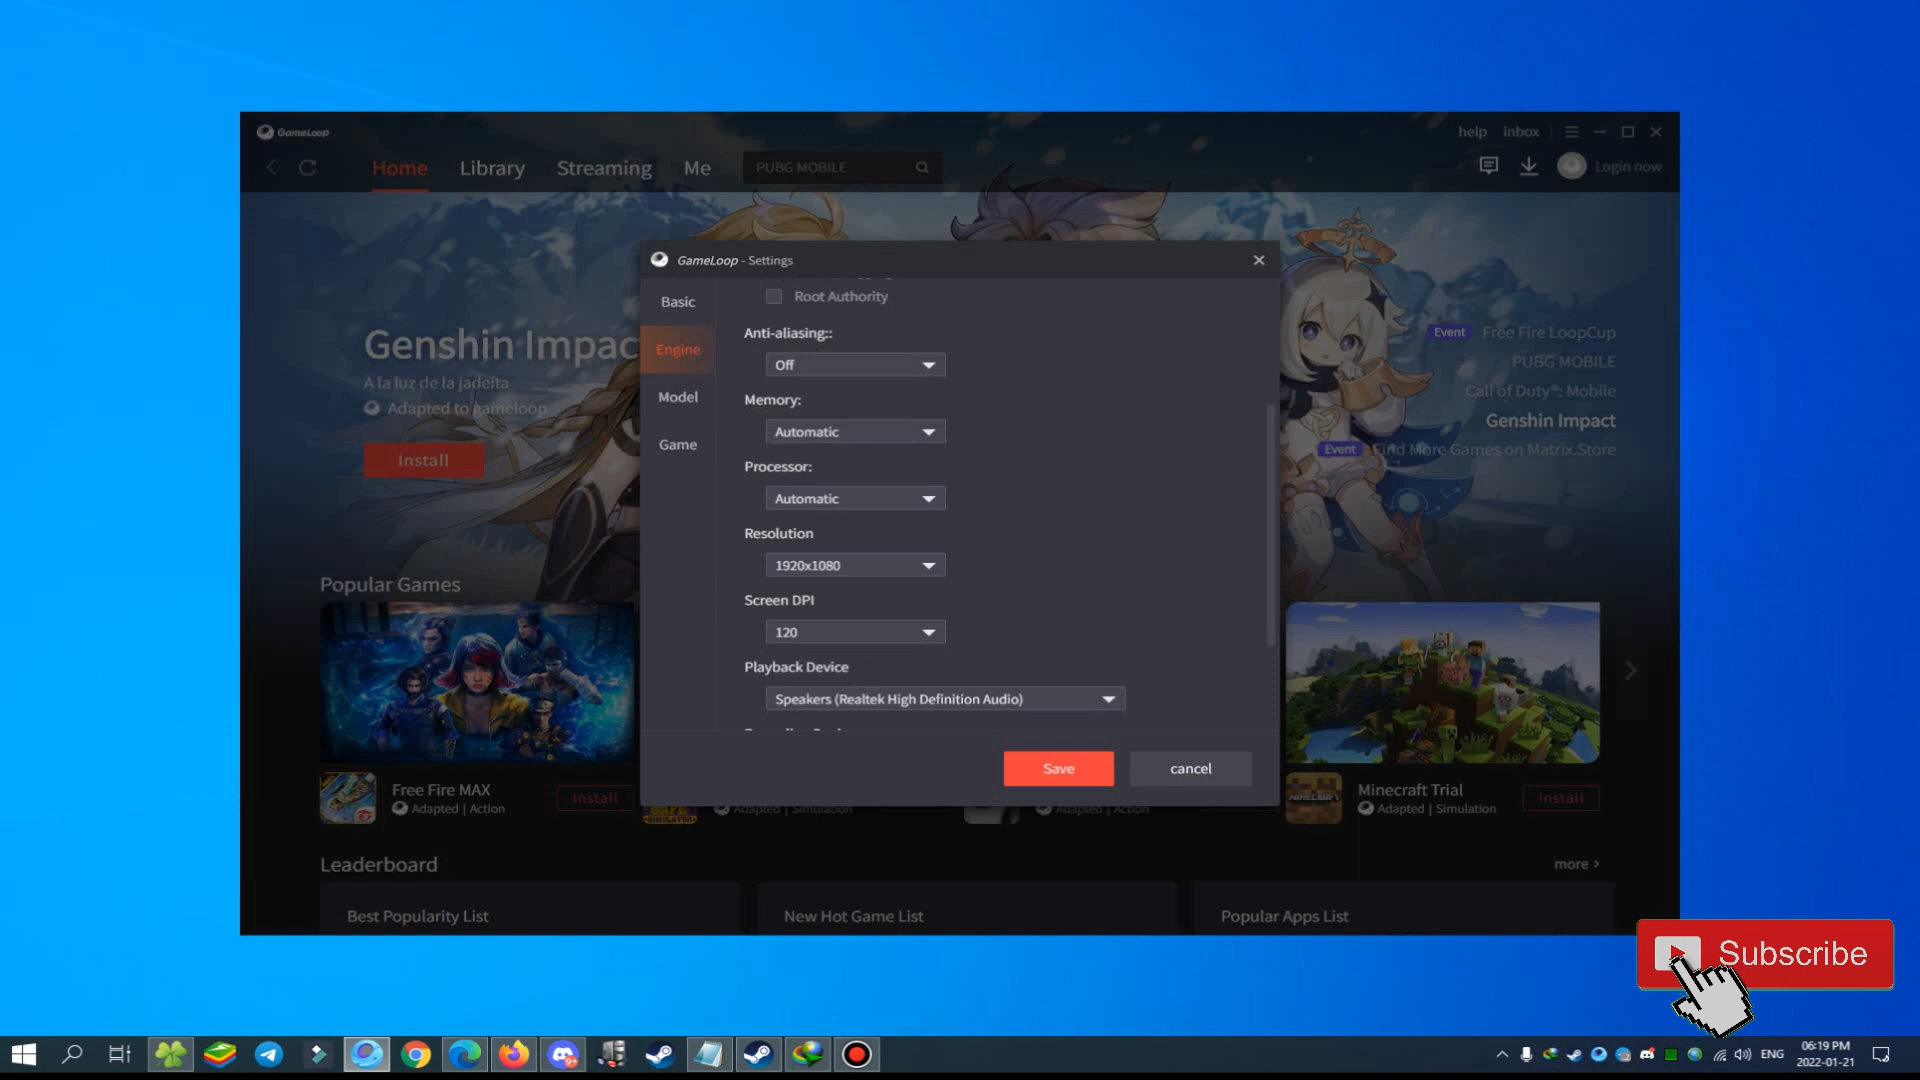 GameLoop
help inbox
Home Library Streaming Me PUBG MOBILE Login now
GameLoop - Settings
Basic
Engine
Model
Game
Root Authority
Anti-aliasing::
Off
Memory:
Automatic
Processor:
Automatic
Resolution
1920x1080
Screen DPI
120
Playback Device
Speakers (Realtek High Definition Audio)
Save cancel
Genshin Impac
A la luz de la jadeíta
Adapted to gameloop
Install
Event Free Fire LoopCup
PUBG MOBILE
Call of Duty®: Mobile
Genshin Impact
Event Find More Games on Matrix.Store
Popular Games
Free Fire MAX
Adapted | Action
Install
Adapted | Simulation
Adapted | Action
MINECRAFT
Minecraft Trial
Adapted | Simulation
Install
Leaderboard
more >
Best Popularity List
New Hot Game List
Popular Apps List
Subscribe
ENG
06:19 PM
2022-01-21